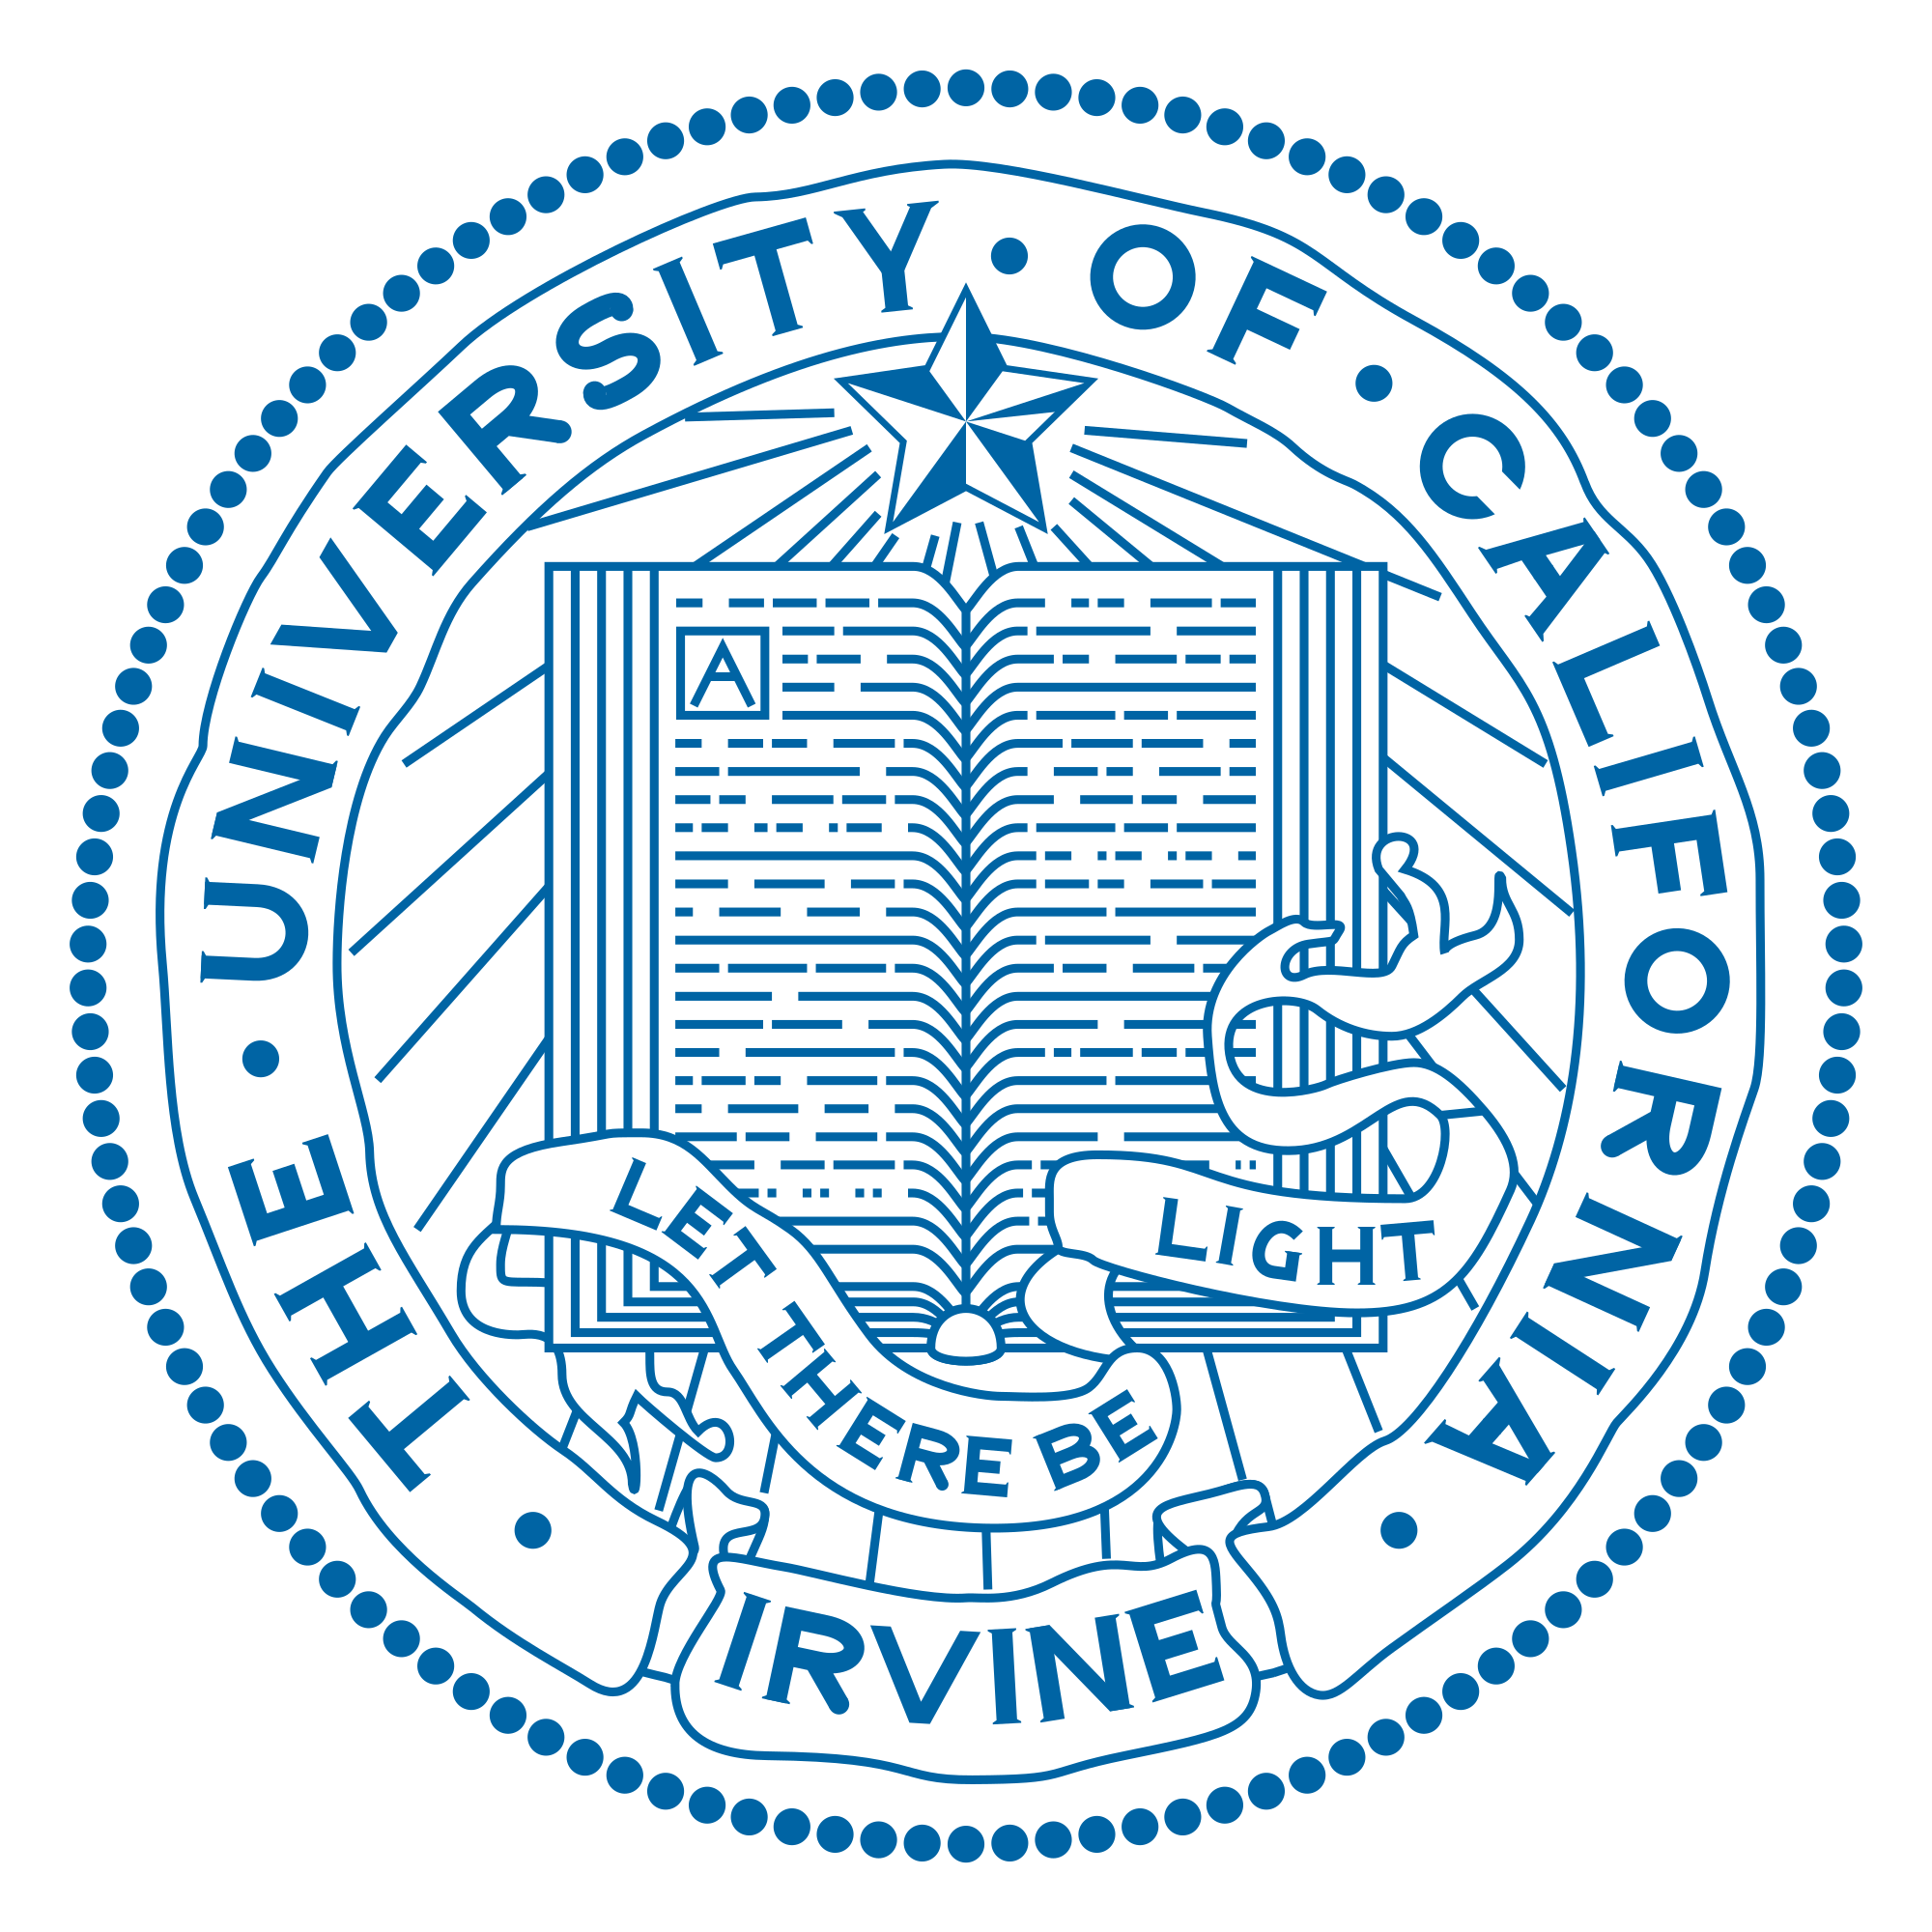 THE · UNIVERSITY · OF · CALIFORNIA
A
LET THERE BE LIGHT
· IRVINE ·